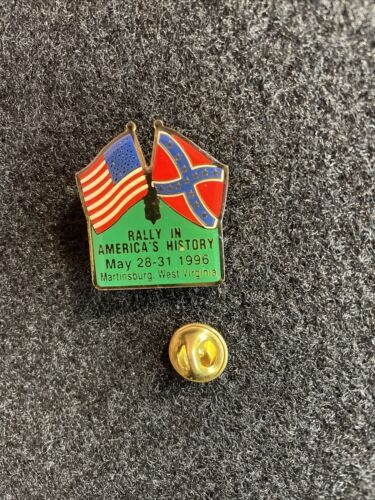 RALLY IN
AMERICA'S HISTORY
May 28-31 1996
Martinsburg, West Virginia